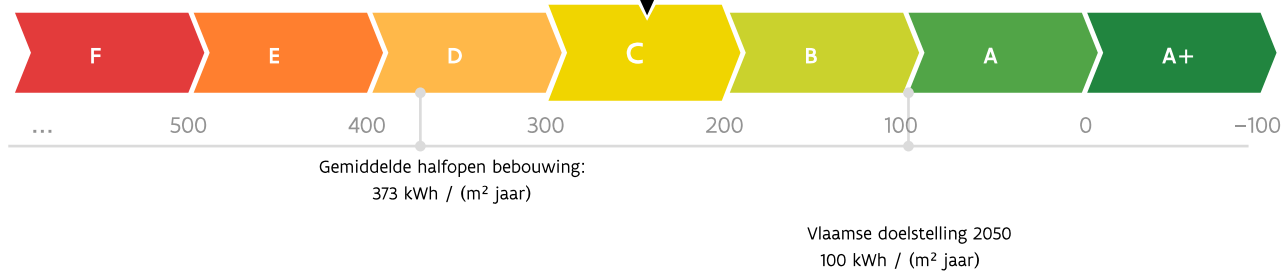 F E D C B A A+
... 500 400 300 200 100 0 –100
Gemiddelde halfopen bebouwing:
373 kWh / (m² jaar)
Vlaamse doelstelling 2050
100 kWh / (m² jaar)